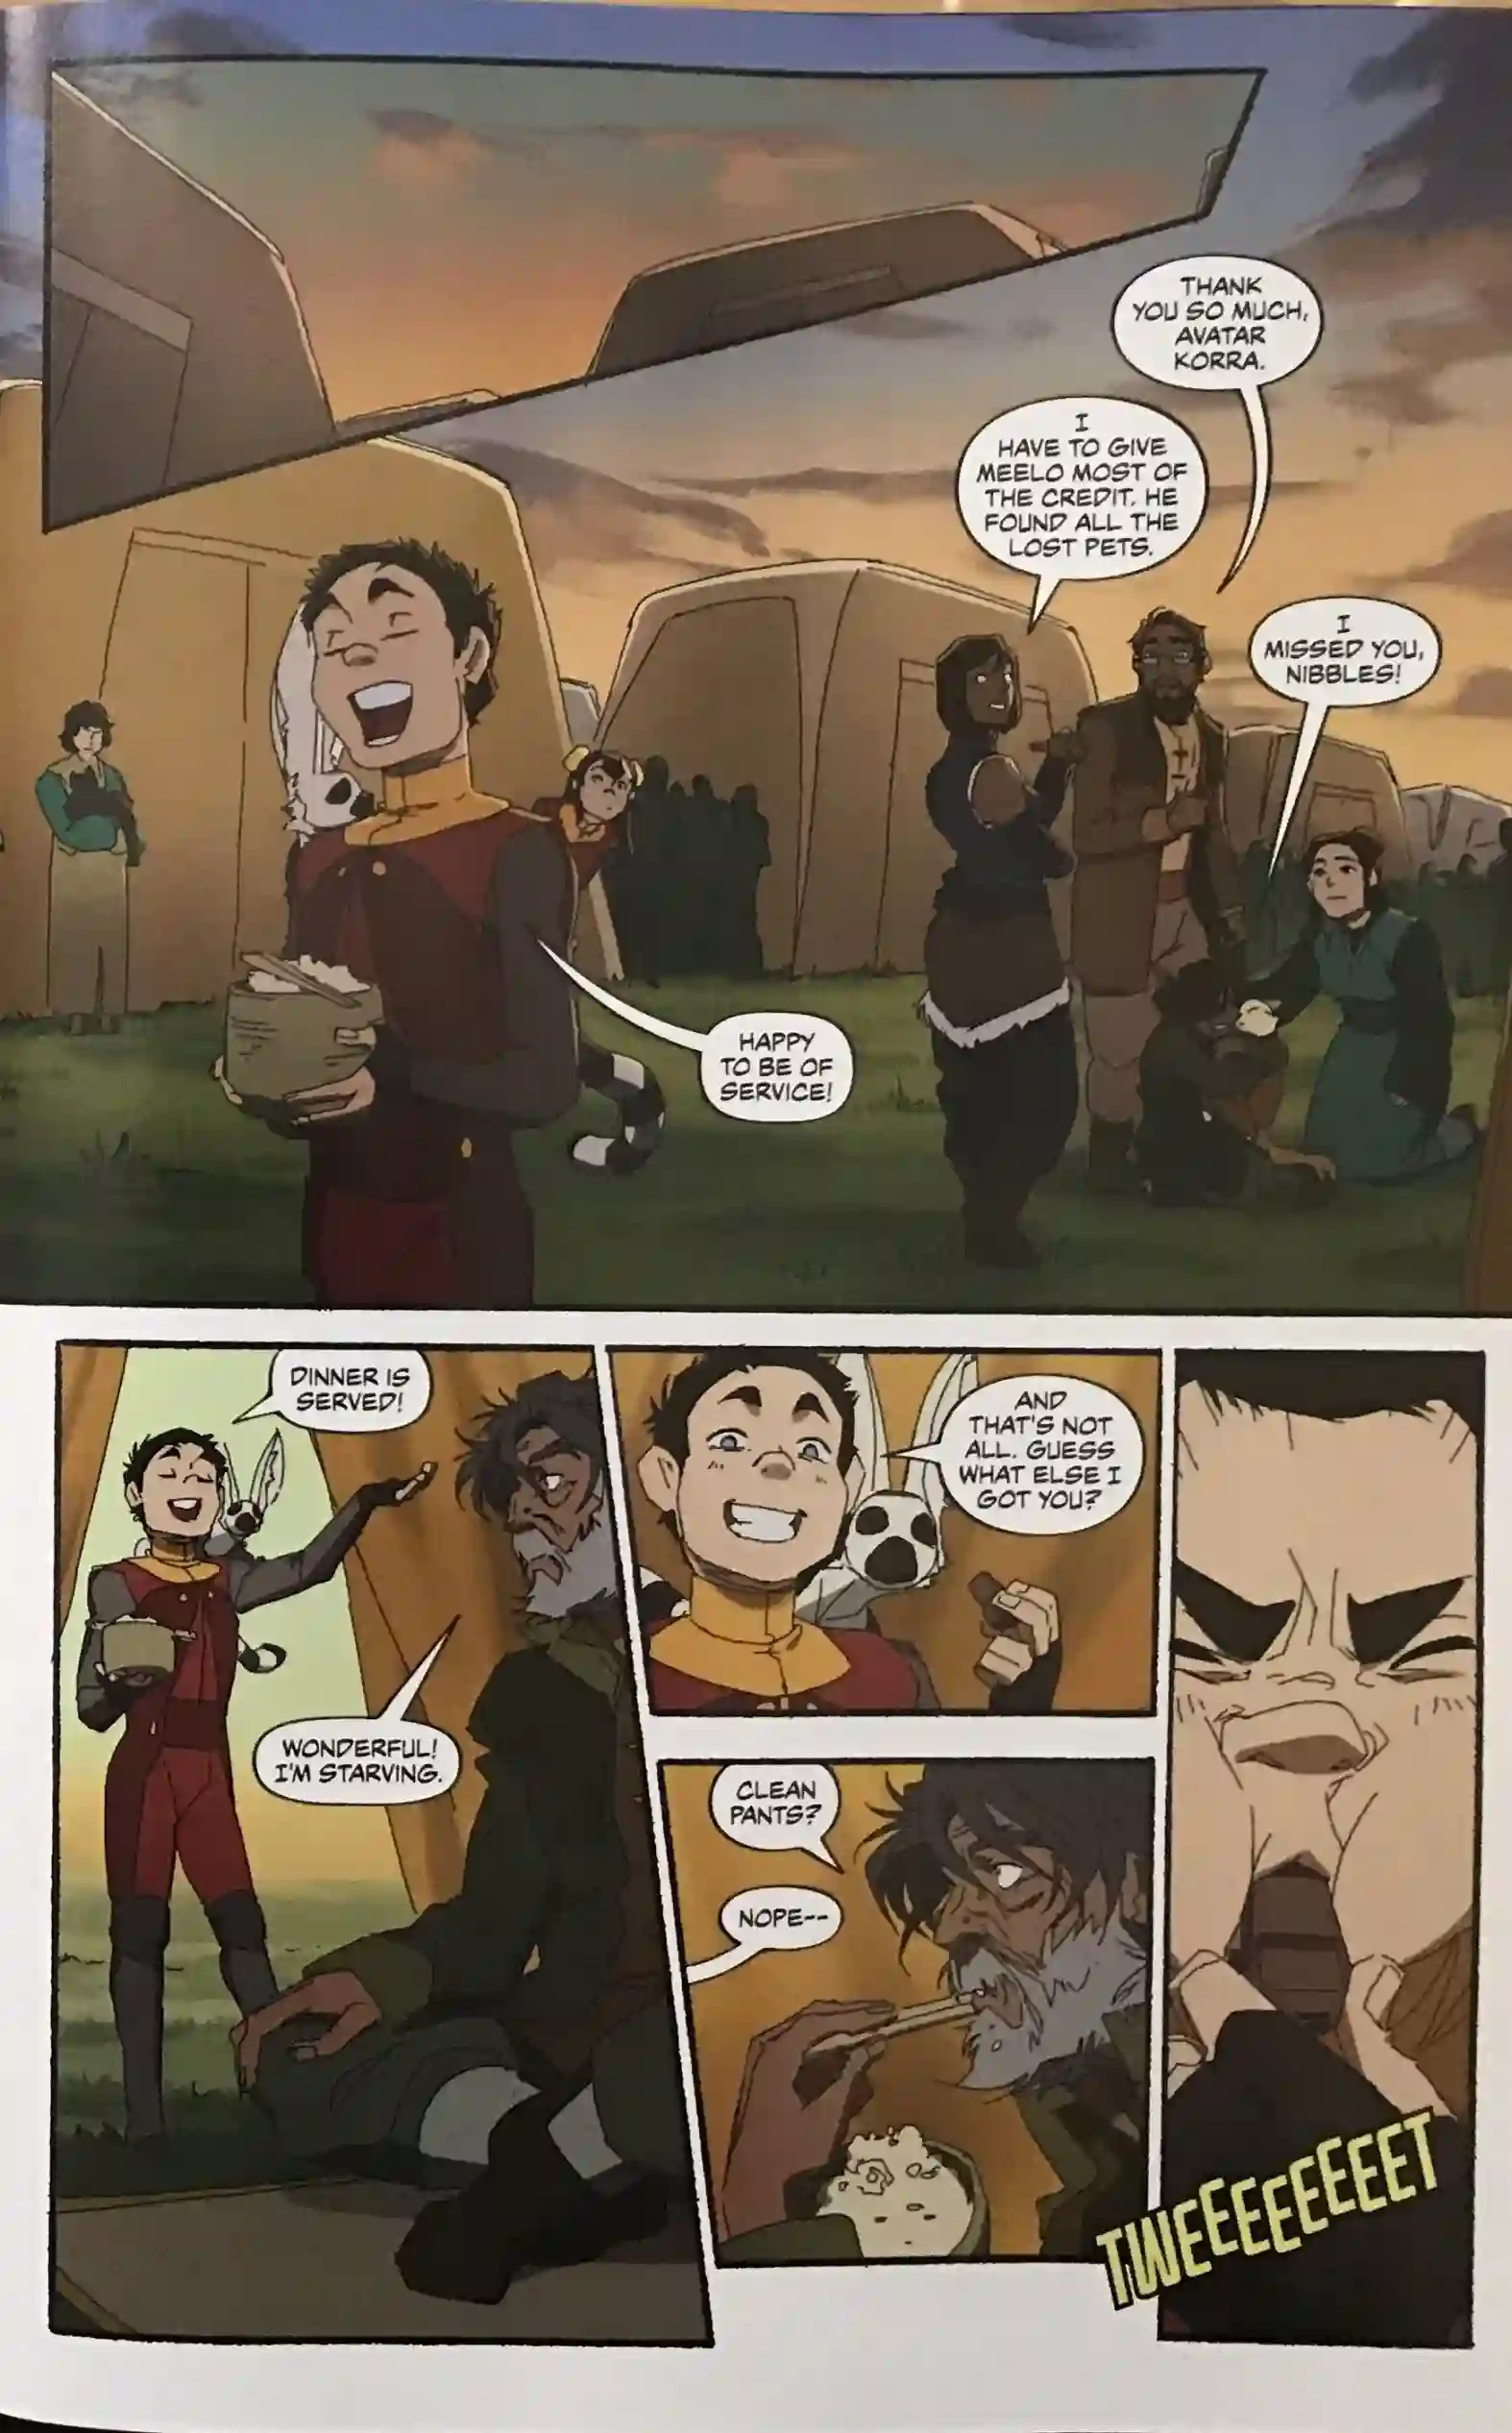 THANK
YOU SO MUCH,
AVATAR
KORRA.
I
HAVE TO GIVE
MEELO MOST OF
THE CREDIT. HE
FOUND ALL THE
LOST PETS.
I
MISSED YOU,
NIBBLES!
HAPPY
TO BE OF
SERVICE!
DINNER IS
SERVED!
WONDERFUL!
I'M STARVING.
AND
THAT'S NOT
ALL. GUESS
WHAT ELSE I
GOT YOU?
CLEAN
PANTS?
NOPE--
TWEEEEEEEEET